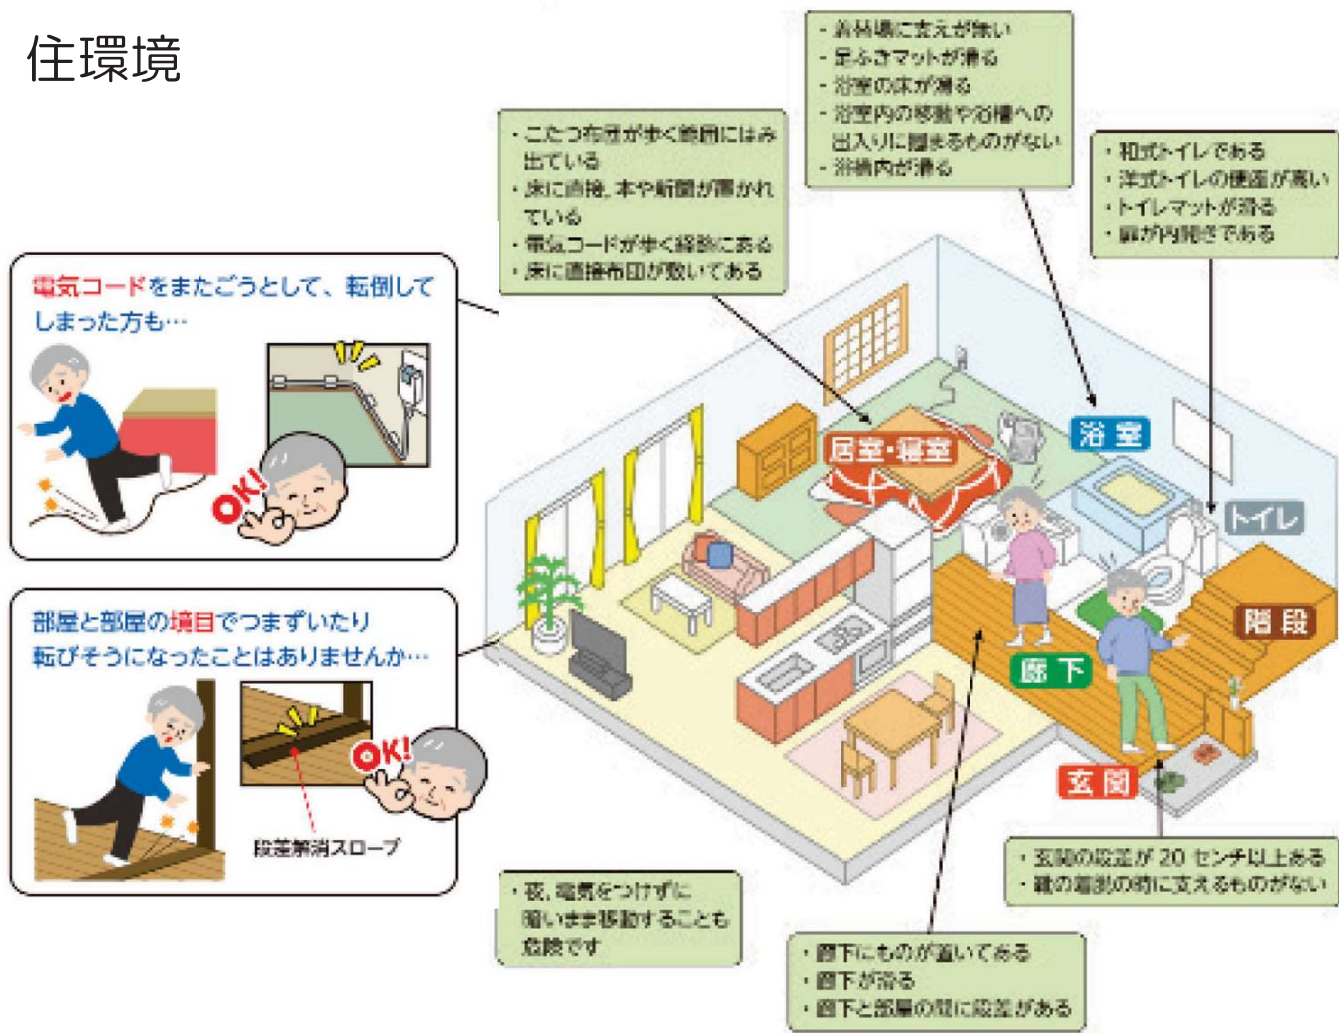 住環境
・着替場に支えが無い
・足ふきマットが滑る
・浴室の床が滑る
・浴室内の移動や浴槽への
出入りに掴まるものがない
・浴槽内が滑る
・こたつ布団が歩く範囲にはみ
出ている
・床に直接、本や新聞が置かれ
ている
・電気コードが歩く経路にある
・床に直接布団が敷いてある
・和式トイレである
・洋式トイレの便座が高い
・トイレマットが滑る
・扉が内開きである
電気コードをまたごうとして、転倒して
しまった方も…
OK!
部屋と部屋の境目でつまずいたり
転びそうになったことはありませんか…
OK!
段差解消スロープ
居室・寝室
浴室
トイレ
階段
廊下
玄関
・玄関の段差が 20 センチ以上ある
・靴の着脱の時に支えるものがない
・夜、電気をつけずに
暗いまま移動することも
危険です
・廊下にものが置いてある
・廊下が滑る
・廊下と部屋の間に段差がある